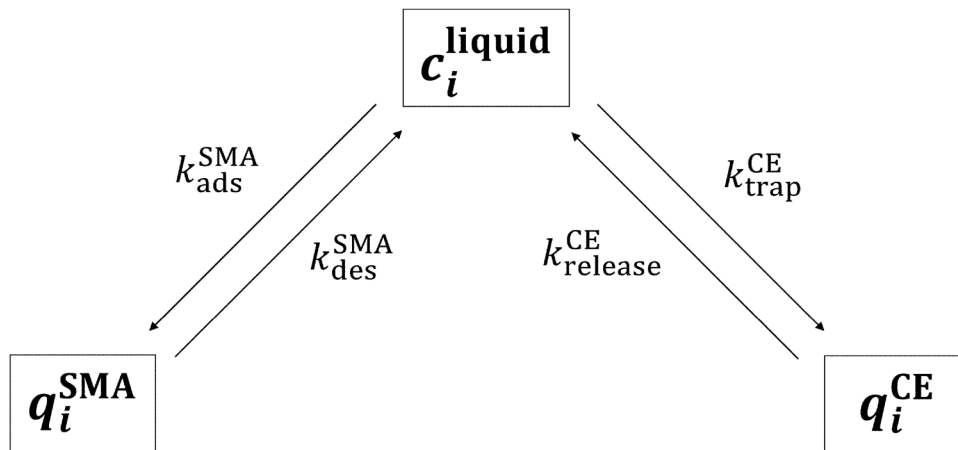 c_i^liquid
k_ads^SMA
k_des^SMA
k_release^CE
k_trap^CE
q_i^SMA
q_i^CE